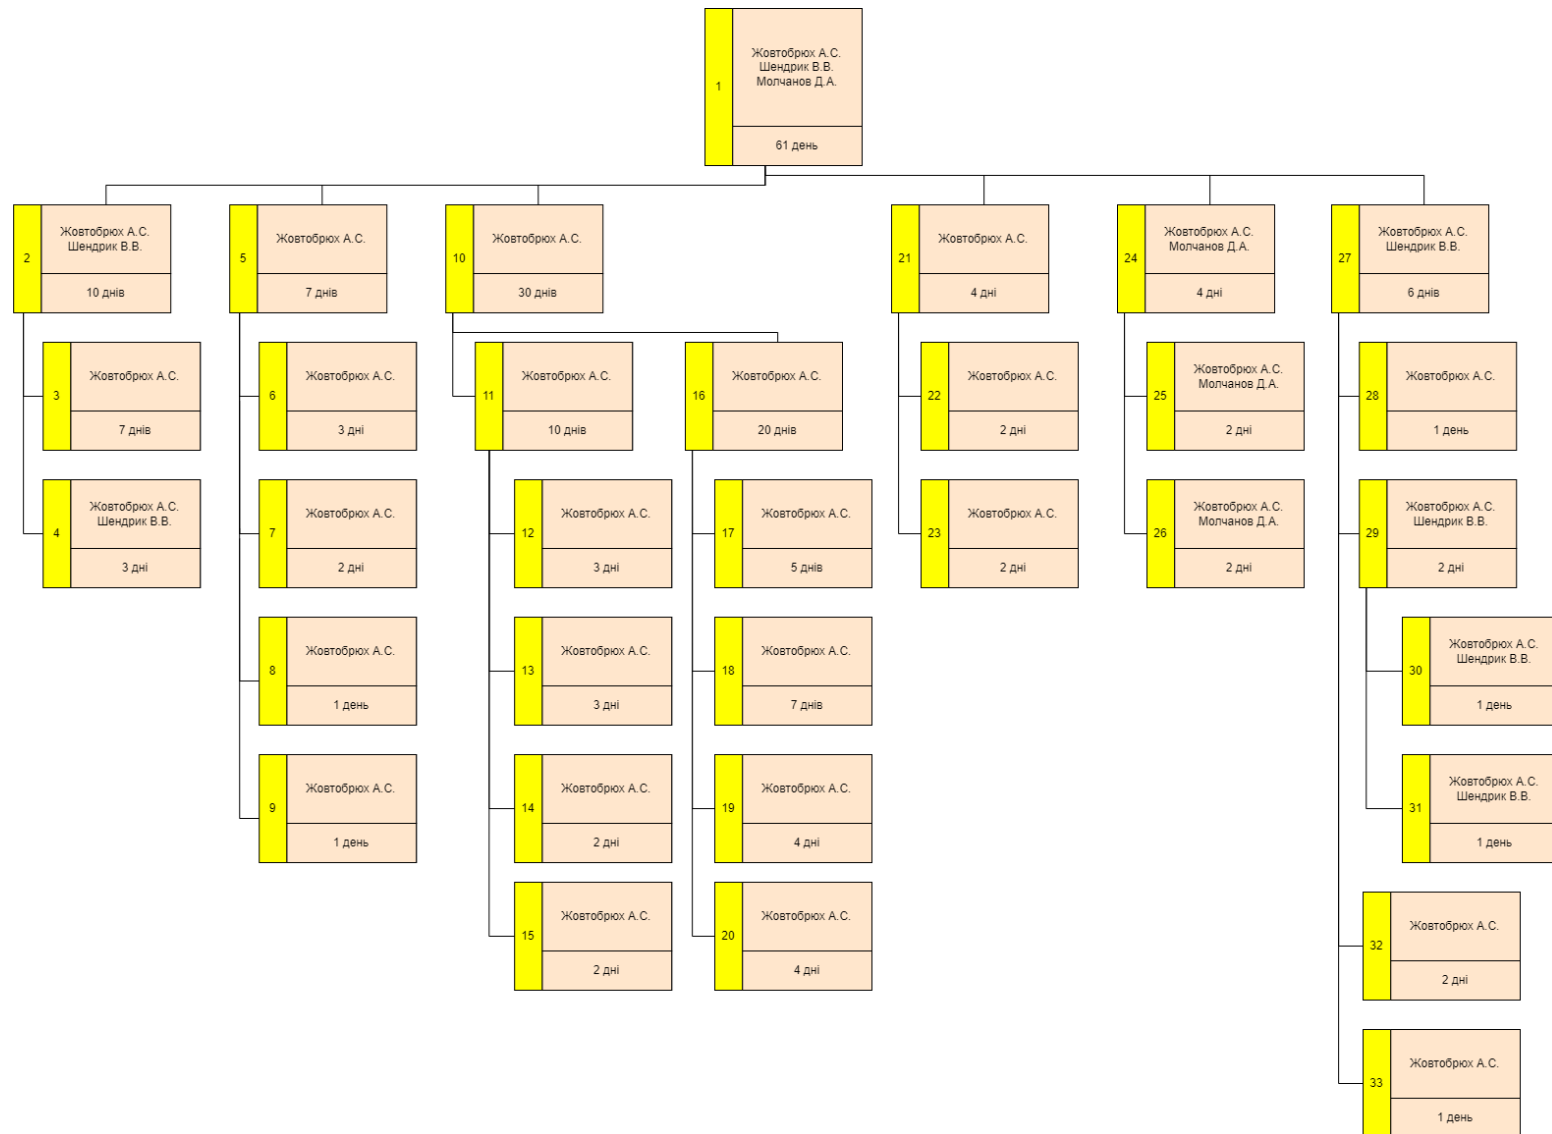 1
Жовтобрюх А.С.
Шендрик В.В.
Молчанов Д.А.
61 день
2
Жовтобрюх А.С.
Шендрик В.В.
10 днів
3
Жовтобрюх А.С.
7 днів
4
Жовтобрюх А.С.
Шендрик В.В.
3 дні
5
Жовтобрюх А.С.
7 днів
6
Жовтобрюх А.С.
3 дні
7
Жовтобрюх А.С.
2 дні
8
Жовтобрюх А.С.
1 день
9
Жовтобрюх А.С.
1 день
10
Жовтобрюх А.С.
30 днів
11
Жовтобрюх А.С.
10 днів
12
Жовтобрюх А.С.
3 дні
13
Жовтобрюх А.С.
3 дні
14
Жовтобрюх А.С.
2 дні
15
Жовтобрюх А.С.
2 дні
16
Жовтобрюх А.С.
20 днів
17
Жовтобрюх А.С.
5 днів
18
Жовтобрюх А.С.
7 днів
19
Жовтобрюх А.С.
4 дні
20
Жовтобрюх А.С.
4 дні
21
Жовтобрюх А.С.
4 дні
22
Жовтобрюх А.С.
2 дні
23
Жовтобрюх А.С.
2 дні
24
Жовтобрюх А.С.
Молчанов Д.А.
4 дні
25
Жовтобрюх А.С.
Молчанов Д.А.
2 дні
26
Жовтобрюх А.С.
Молчанов Д.А.
2 дні
27
Жовтобрюх А.С.
Шендрик В.В.
6 днів
28
Жовтобрюх А.С.
1 день
29
Жовтобрюх А.С.
Шендрик В.В.
2 дні
30
Жовтобрюх А.С.
Шендрик В.В.
1 день
31
Жовтобрюх А.С.
Шендрик В.В.
1 день
32
Жовтобрюх А.С.
2 дні
33
Жовтобрюх А.С.
1 день